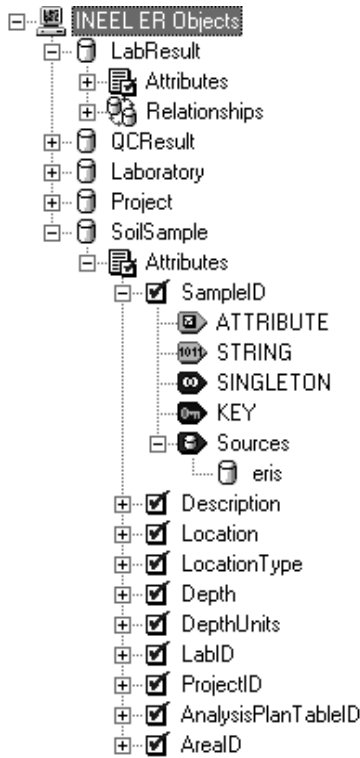 INEEL ER Objects
LabResult
Attributes
Relationships
QCResult
Laboratory
Project
SoilSample
Attributes
SampleID
ATTRIBUTE
1011 STRING
SINGLETON
KEY
Sources
eris
Description
Location
LocationType
Depth
DepthUnits
LabID
ProjectID
AnalysisPlanTableID
AreaID